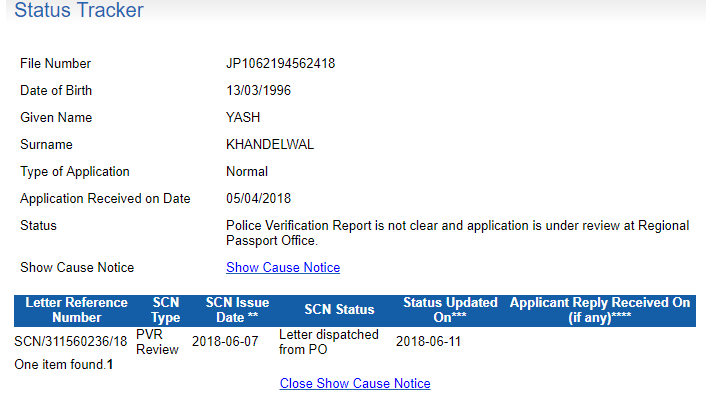 Status Tracker
File Number JP1062194562418
Date of Birth 13/03/1996
Given Name YASH
Surname KHANDELWAL
Type of Application Normal
Application Received on Date 05/04/2018
Status Police Verification Report is not clear and application is under review at Regional
Passport Office.
Show Cause Notice Show Cause Notice
Letter Reference Number SCN Type SCN Issue Date ** SCN Status Status Updated On*** Applicant Reply Received On (if any)****
SCN/311560236/18 PVR Review 2018-06-07 Letter dispatched from PO 2018-06-11
One item found.1
Close Show Cause Notice